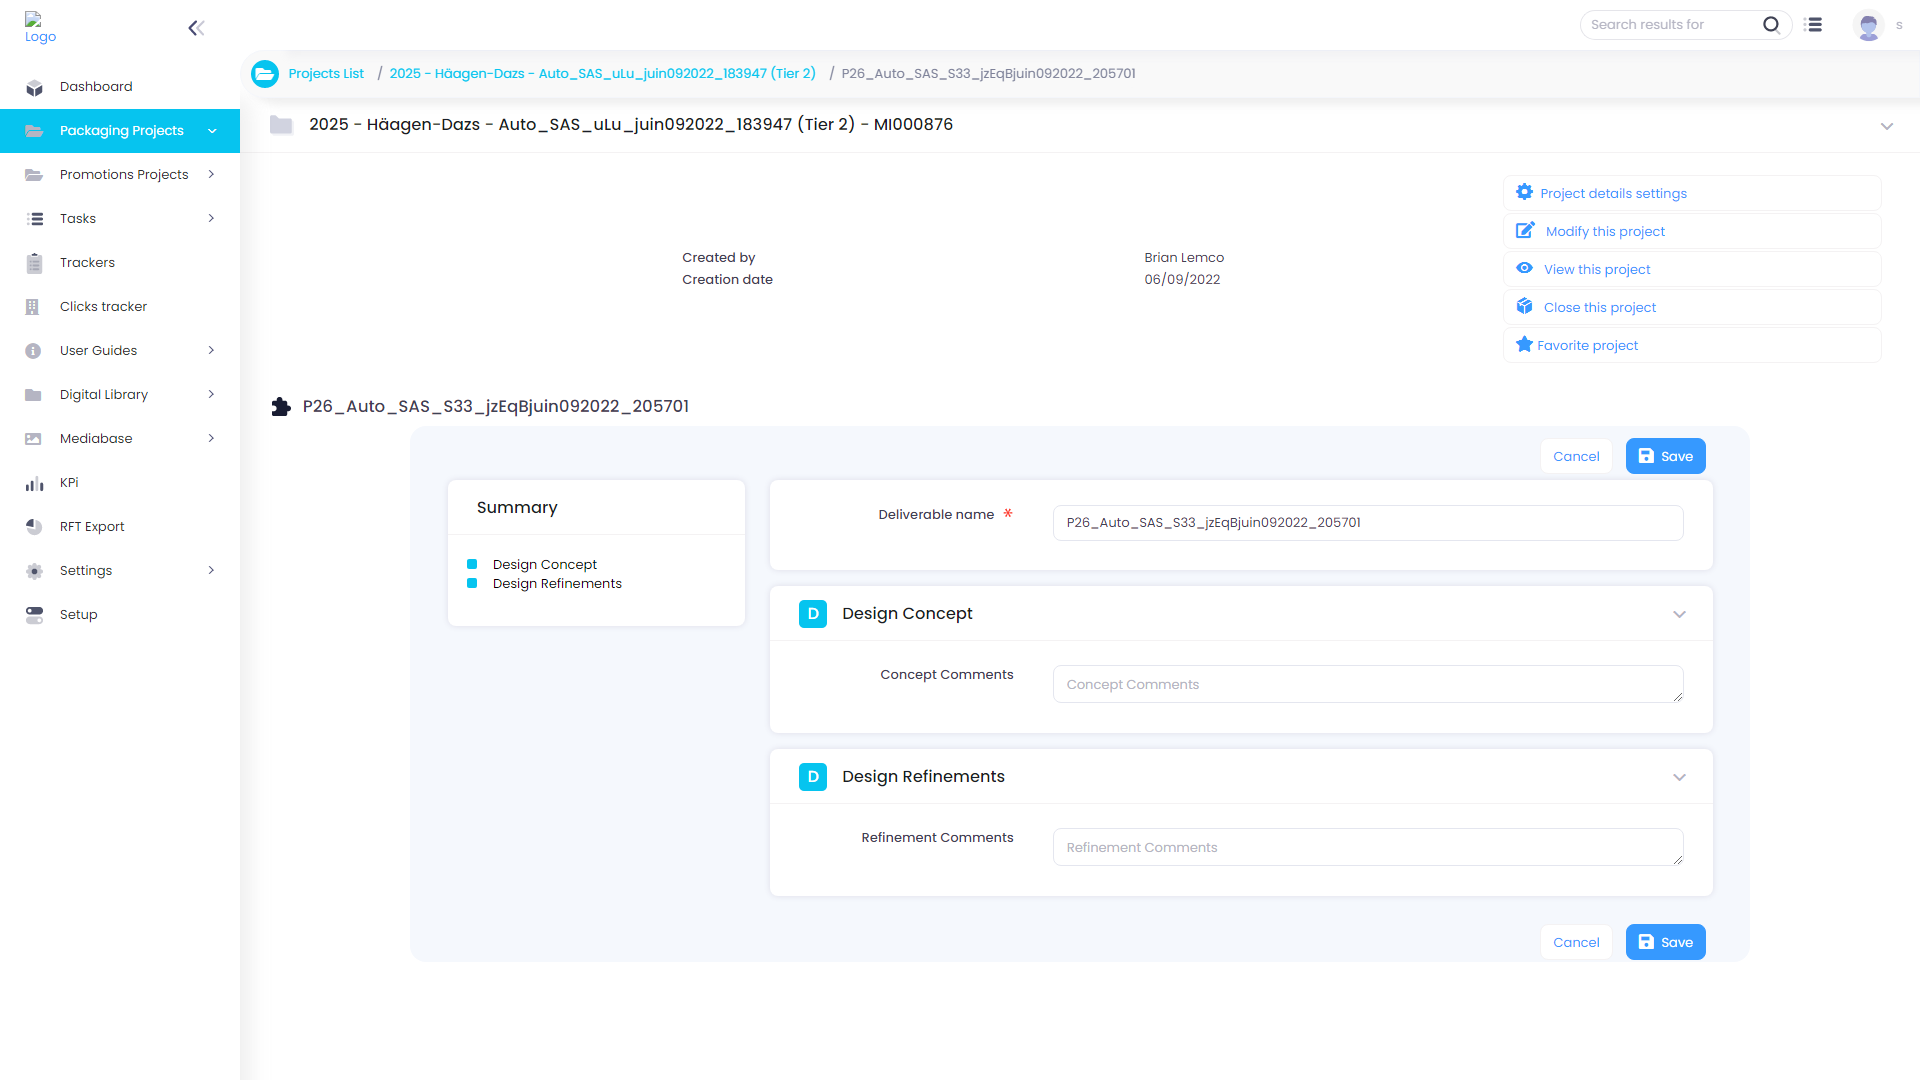 Logo
Search results for
s
Dashboard
Packaging Projects
Promotions Projects
Tasks
Trackers
Clicks tracker
User Guides
Digital Library
Mediabase
KPi
RFT Export
Settings
Setup
Projects List / 2025 - Häagen-Dazs - Auto_SAS_uLu_juin092022_183947 (Tier 2) / P26_Auto_SAS_S33_jzEqBjuin092022_205701
2025 - Häagen-Dazs - Auto_SAS_uLu_juin092022_183947 (Tier 2) - MI000876
Created by Brian Lemco
Creation date 06/09/2022
Project details settings
Modify this project
View this project
Close this project
Favorite project
P26_Auto_SAS_S33_jzEqBjuin092022_205701
Cancel Save
Summary
Design Concept
Design Refinements
Deliverable name * P26_Auto_SAS_S33_jzEqBjuin092022_205701
D Design Concept
Concept Comments Concept Comments
D Design Refinements
Refinement Comments Refinement Comments
Cancel Save